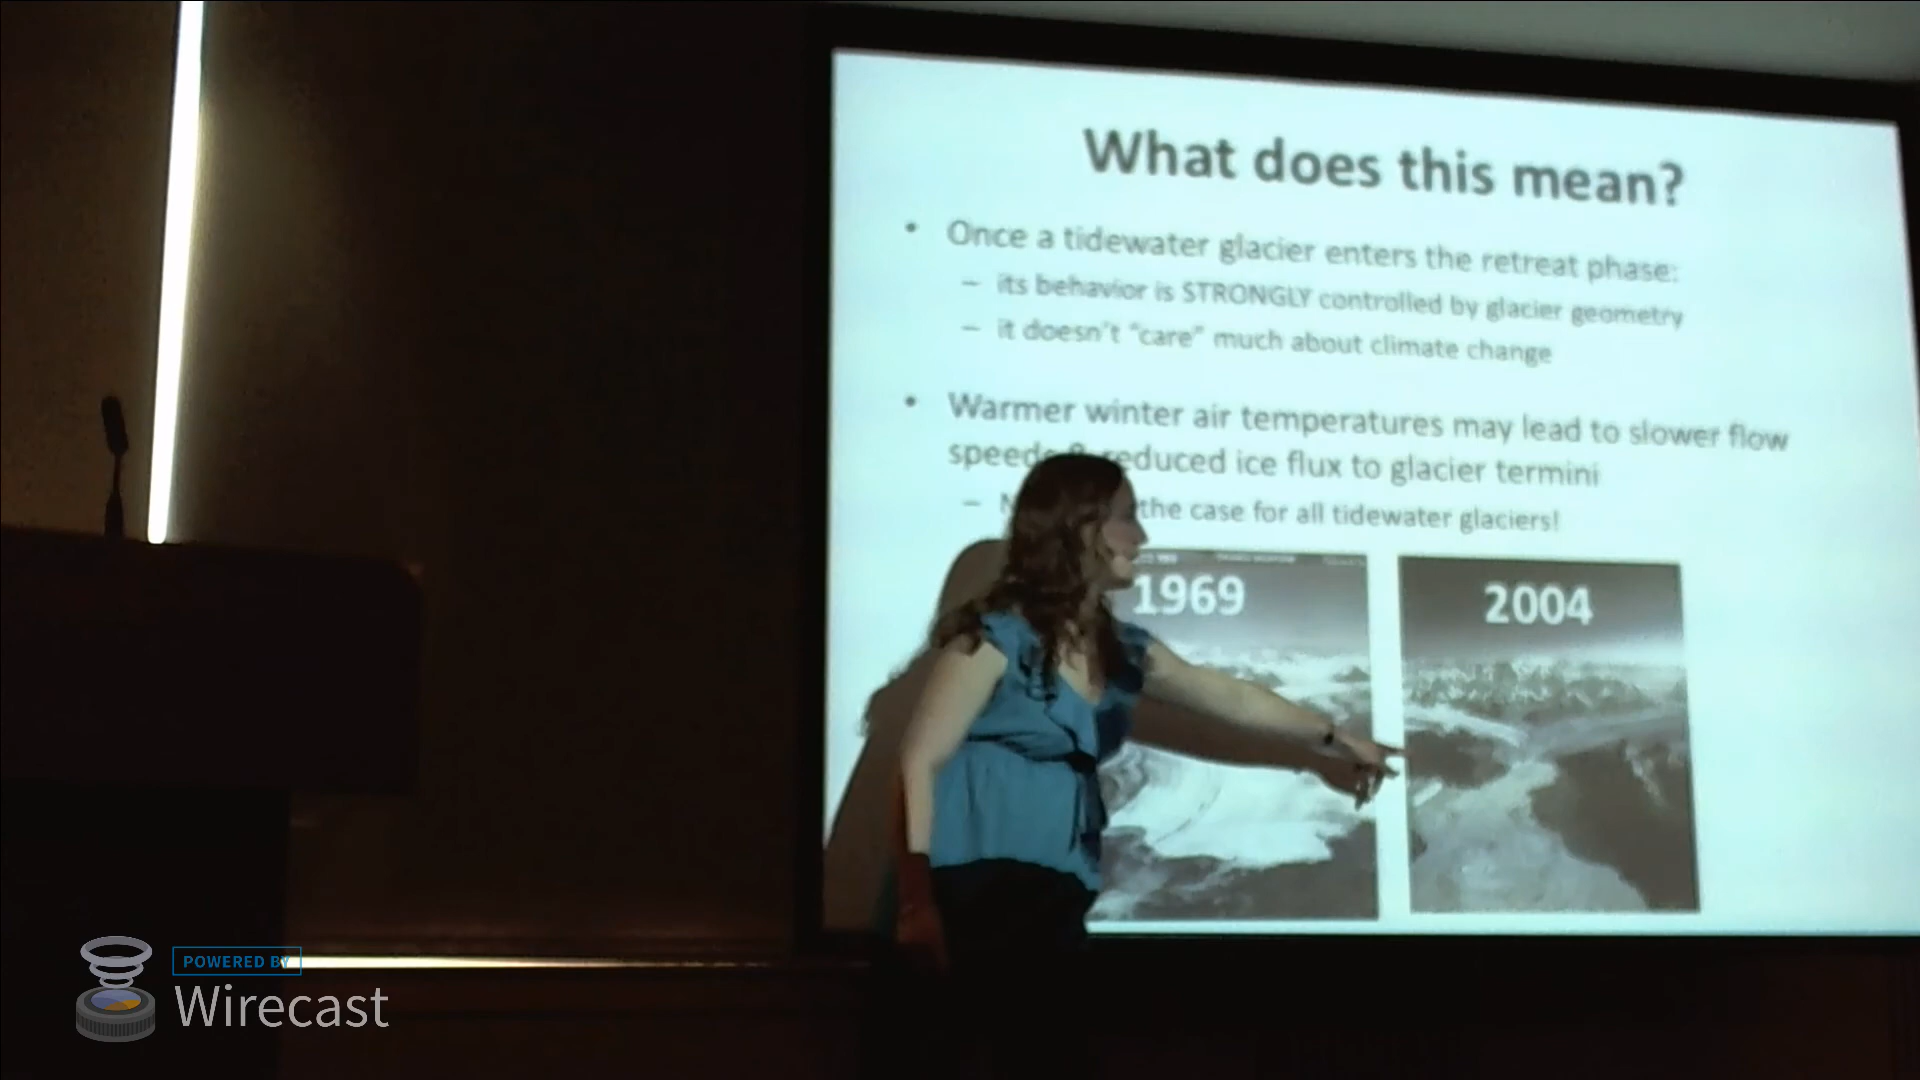 What does this mean?
• Once a tidewater glacier enters the retreat phase:
– its behavior is STRONGLY controlled by glacier geometry
– it doesn't "care" much about climate change
• Warmer winter air temperatures may lead to slower flow
speeds & reduced ice flux to glacier termini
– the case for all tidewater glaciers!
1969
2004
POWERED BY
Wirecast